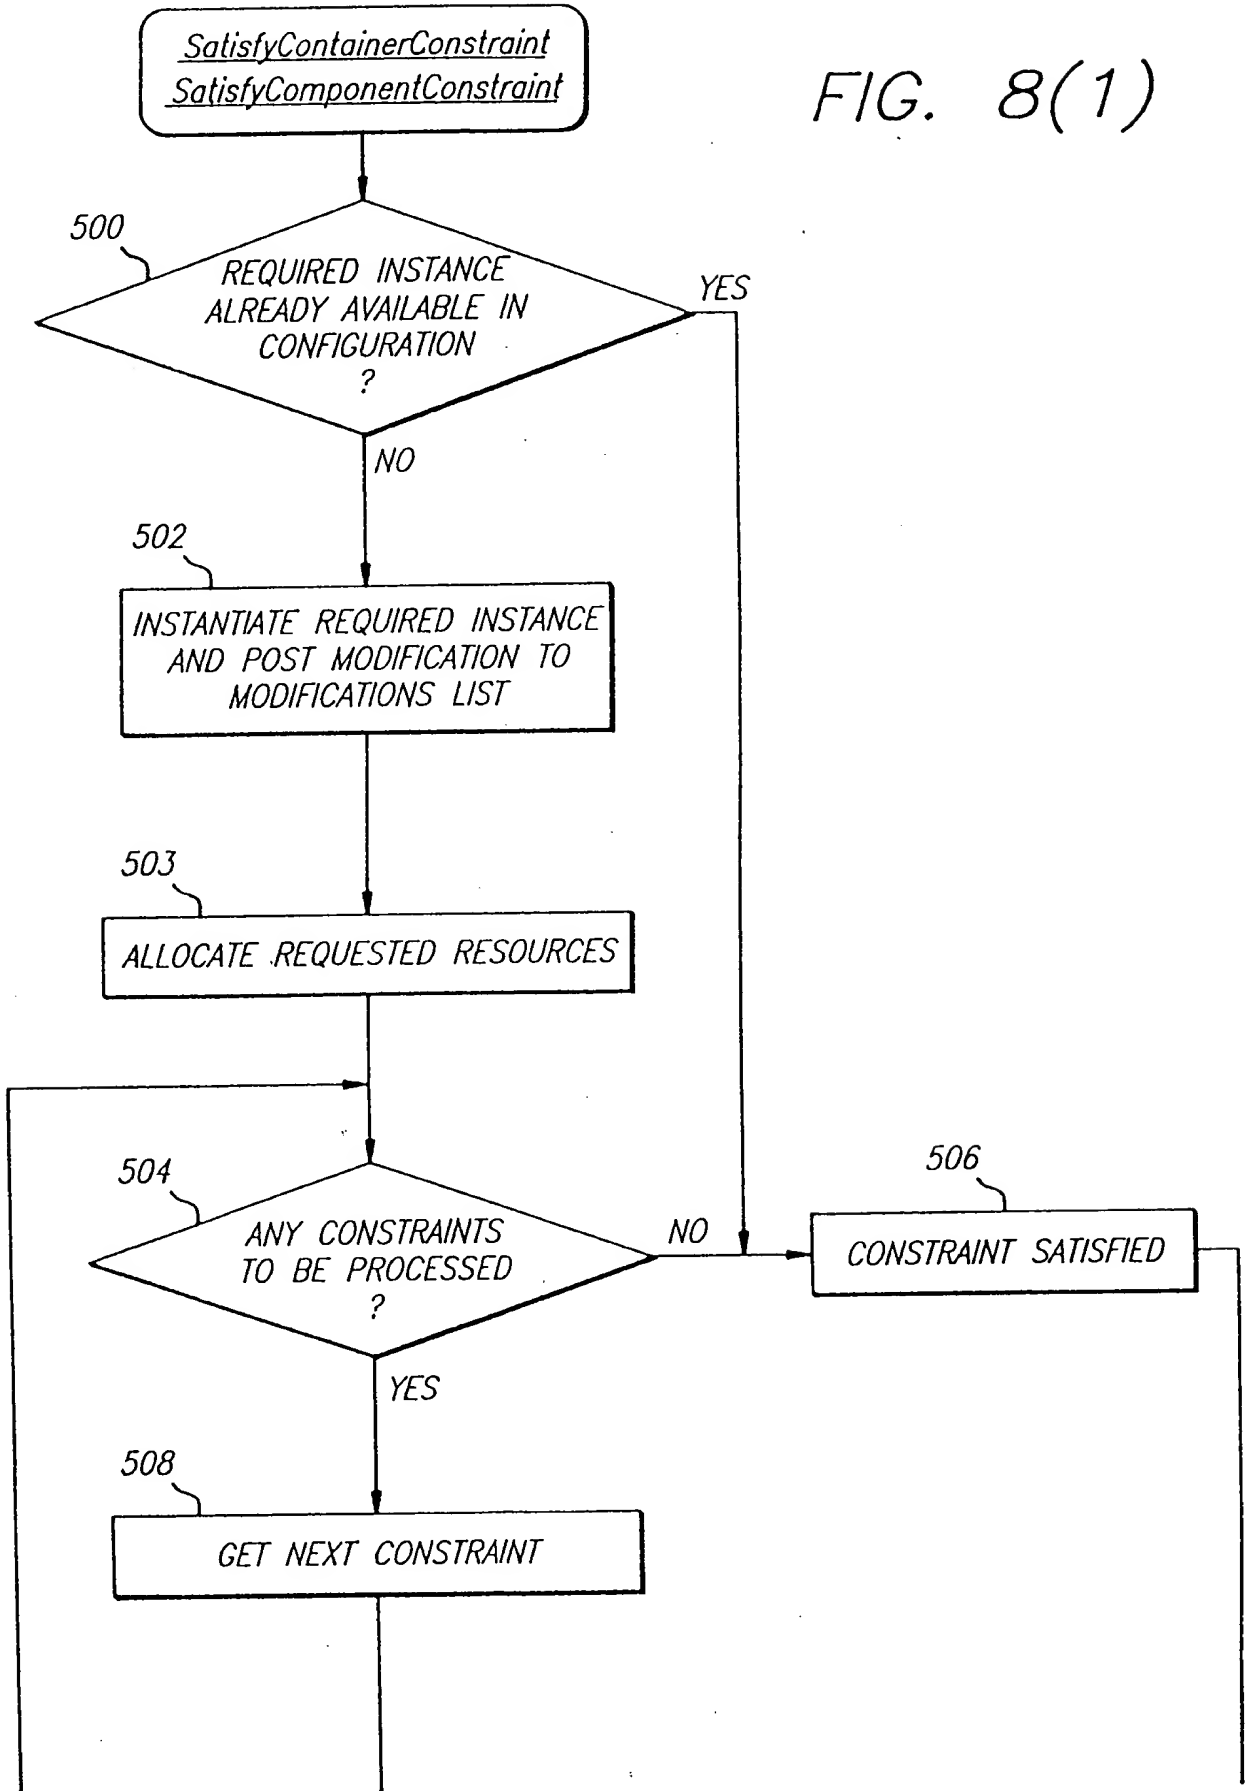 SatisfyContainerConstraint
SatisfyComponentConstraint
FIG. 8(1)
500
REQUIRED INSTANCE
ALREADY AVAILABLE IN
CONFIGURATION
?
YES
NO
502
INSTANTIATE REQUIRED INSTANCE
AND POST MODIFICATION TO
MODIFICATIONS LIST
503
ALLOCATE REQUESTED RESOURCES
504
ANY CONSTRAINTS
TO BE PROCESSED
?
NO
506
CONSTRAINT SATISFIED
YES
508
GET NEXT CONSTRAINT